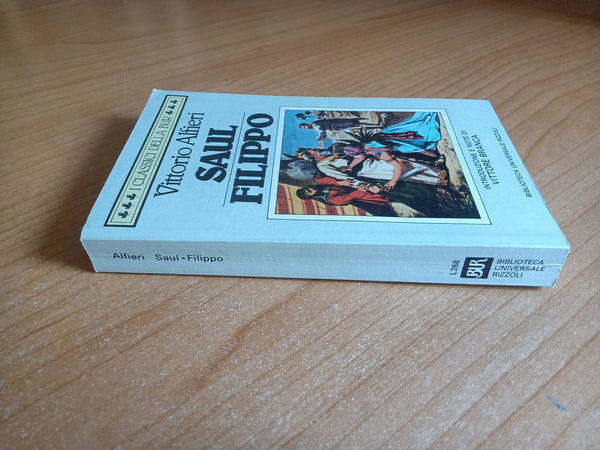 I CLASSICI DELLA BUR
Vittorio Alfieri
SAUL
FILIPPO
INTRODUZIONE E NOTE DI
VITTORE BRANCA
BIBLIOTECA UNIVERSALE RIZZOLI
Alfieri Saul • Filippo
L268
BUR
BIBLIOTECA
UNIVERSALE
RIZZOLI